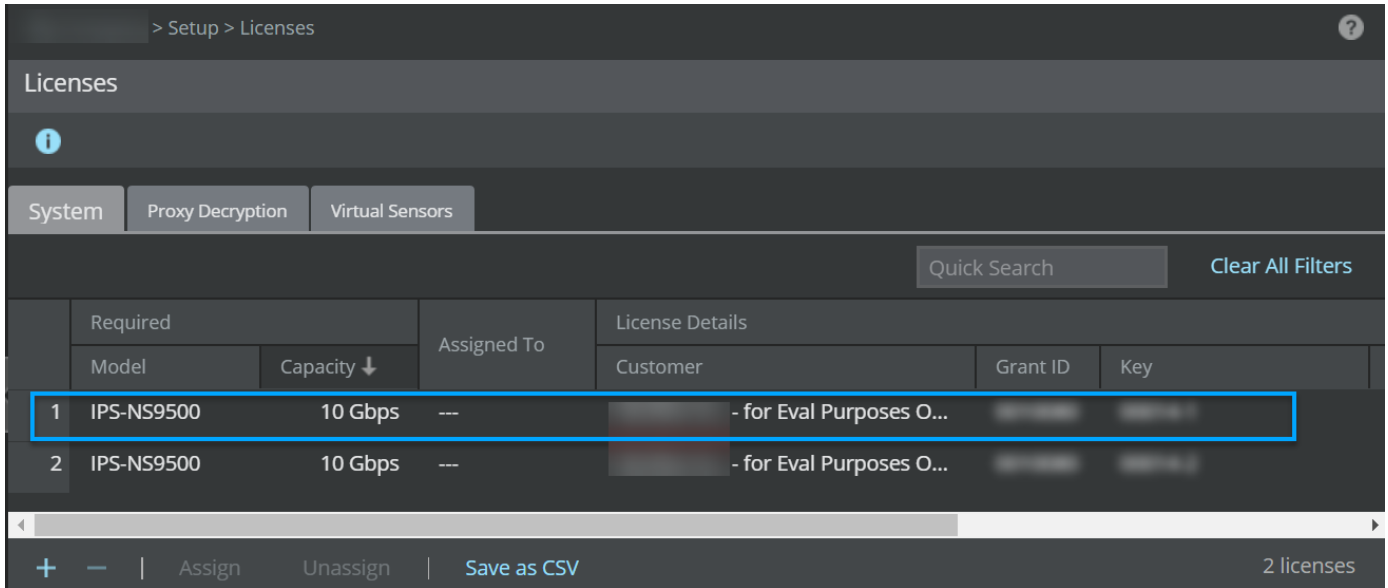 > Setup > Licenses
?
Licenses
i
System Proxy Decryption Virtual Sensors
Quick Search Clear All Filters
Required Assigned To License Details
Model Capacity Customer Grant ID Key
1 IPS-NS9500 10 Gbps --- - for Eval Purposes O...
2 IPS-NS9500 10 Gbps --- - for Eval Purposes O...
+ − | Assign Unassign | Save as CSV 2 licenses